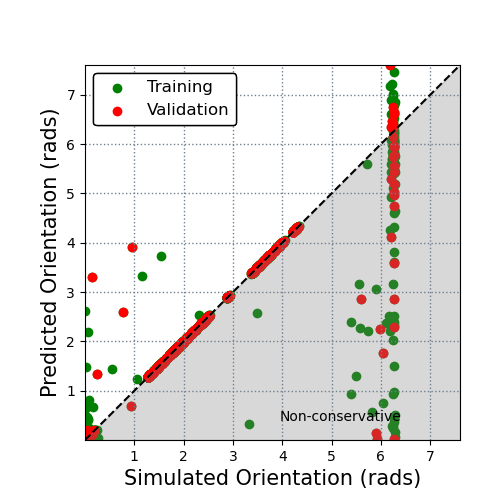 Training
Validation
Predicted Orientation (rads)
7
6
5
4
3
2
1
Non-conservative
1 2 3 4 5 6 7
Simulated Orientation (rads)